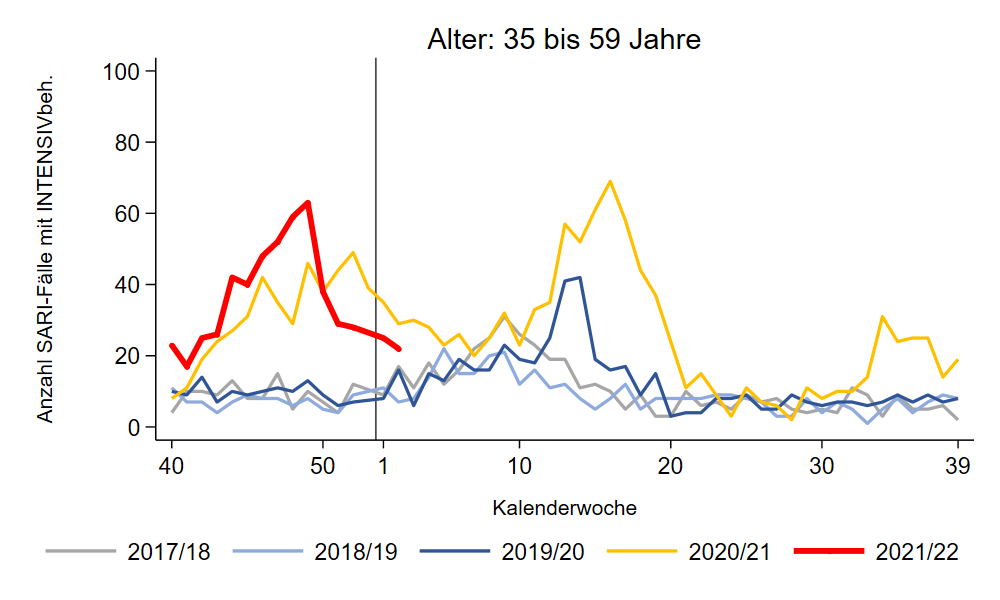 Alter: 35 bis 59 Jahre
Anzahl SARI-Fälle mit INTENSIVbeh.
100
80
60
40
20
0
40 50 1 10 20 30 39
Kalenderwoche
2017/18 2018/19 2019/20 2020/21 2021/22